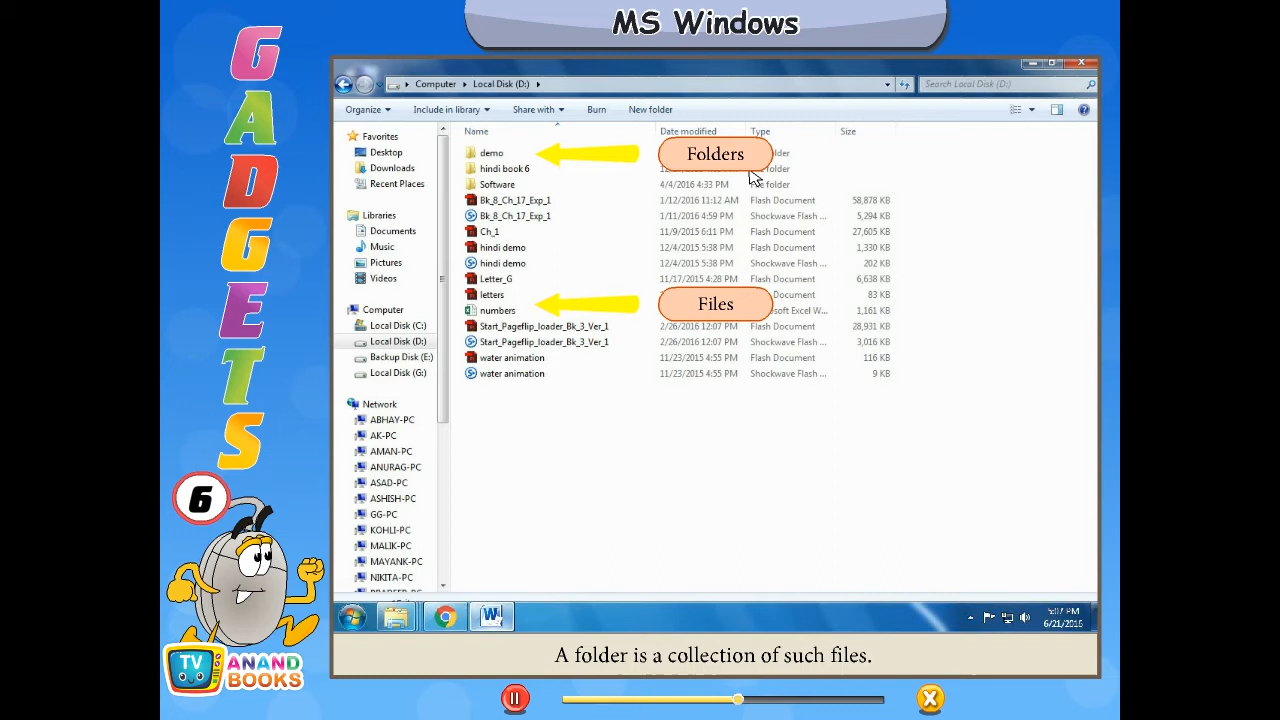 MS Windows
GADGETS
6
TV ANAND BOOKS
Computer Local Disk (D:)
Search Local Disk (D:)
Organize Include in library Share with Burn New folder
Favorites
Desktop
Downloads
Recent Places
Libraries
Documents
Music
Pictures
Videos
Computer
Local Disk (C:)
Local Disk (D:)
Backup Disk (E:)
Local Disk (G:)
Network
ABHAY-PC
AK-PC
AMAN-PC
ANURAG-PC
ASAD-PC
ASHISH-PC
GG-PC
KOHLI-PC
MALIK-PC
MAYANK-PC
NIKITA-PC
Name Date modified Type Size
demo
hindi book 6
Software 4/4/2016 4:33 PM
Bk_8_Ch_17_Exp_1 1/12/2016 11:12 AM Flash Document 58,878 KB
Bk_8_Ch_17_Exp_1 1/11/2016 4:59 PM Shockwave Flash ... 5,294 KB
Ch_1 11/9/2015 6:11 PM Flash Document 27,605 KB
hindi demo 12/4/2015 5:38 PM Flash Document 1,330 KB
hindi demo 12/4/2015 5:38 PM Shockwave Flash ... 202 KB
Letter_G 11/17/2015 4:28 PM Flash Document 6,638 KB
letters Document 83 KB
numbers Excel W... 1,161 KB
Start_Pageflip_loader_Bk_3_Ver_1 2/26/2016 12:07 PM Flash Document 28,931 KB
Start_Pageflip_loader_Bk_3_Ver_1 2/26/2016 12:07 PM Shockwave Flash ... 3,016 KB
water animation 11/23/2015 4:55 PM Flash Document 116 KB
water animation 11/23/2015 4:55 PM Shockwave Flash ... 9 KB
Folders
Files
5:07 PM
6/21/2016
A folder is a collection of such files.